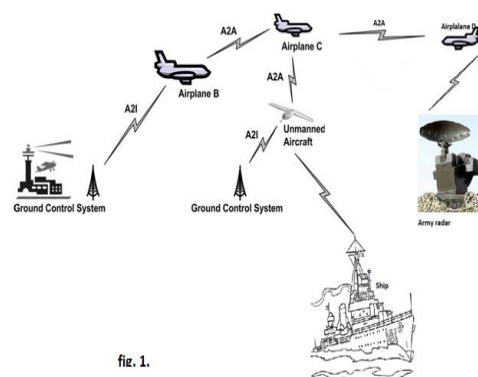 A2A
Airplane C
A2A
Airplalane D
Airplane B
A2A
A2I
A2I
Unmanned
Aircraft
Ground Control System
Ground Control System
Army radar
Ship
fig. 1.